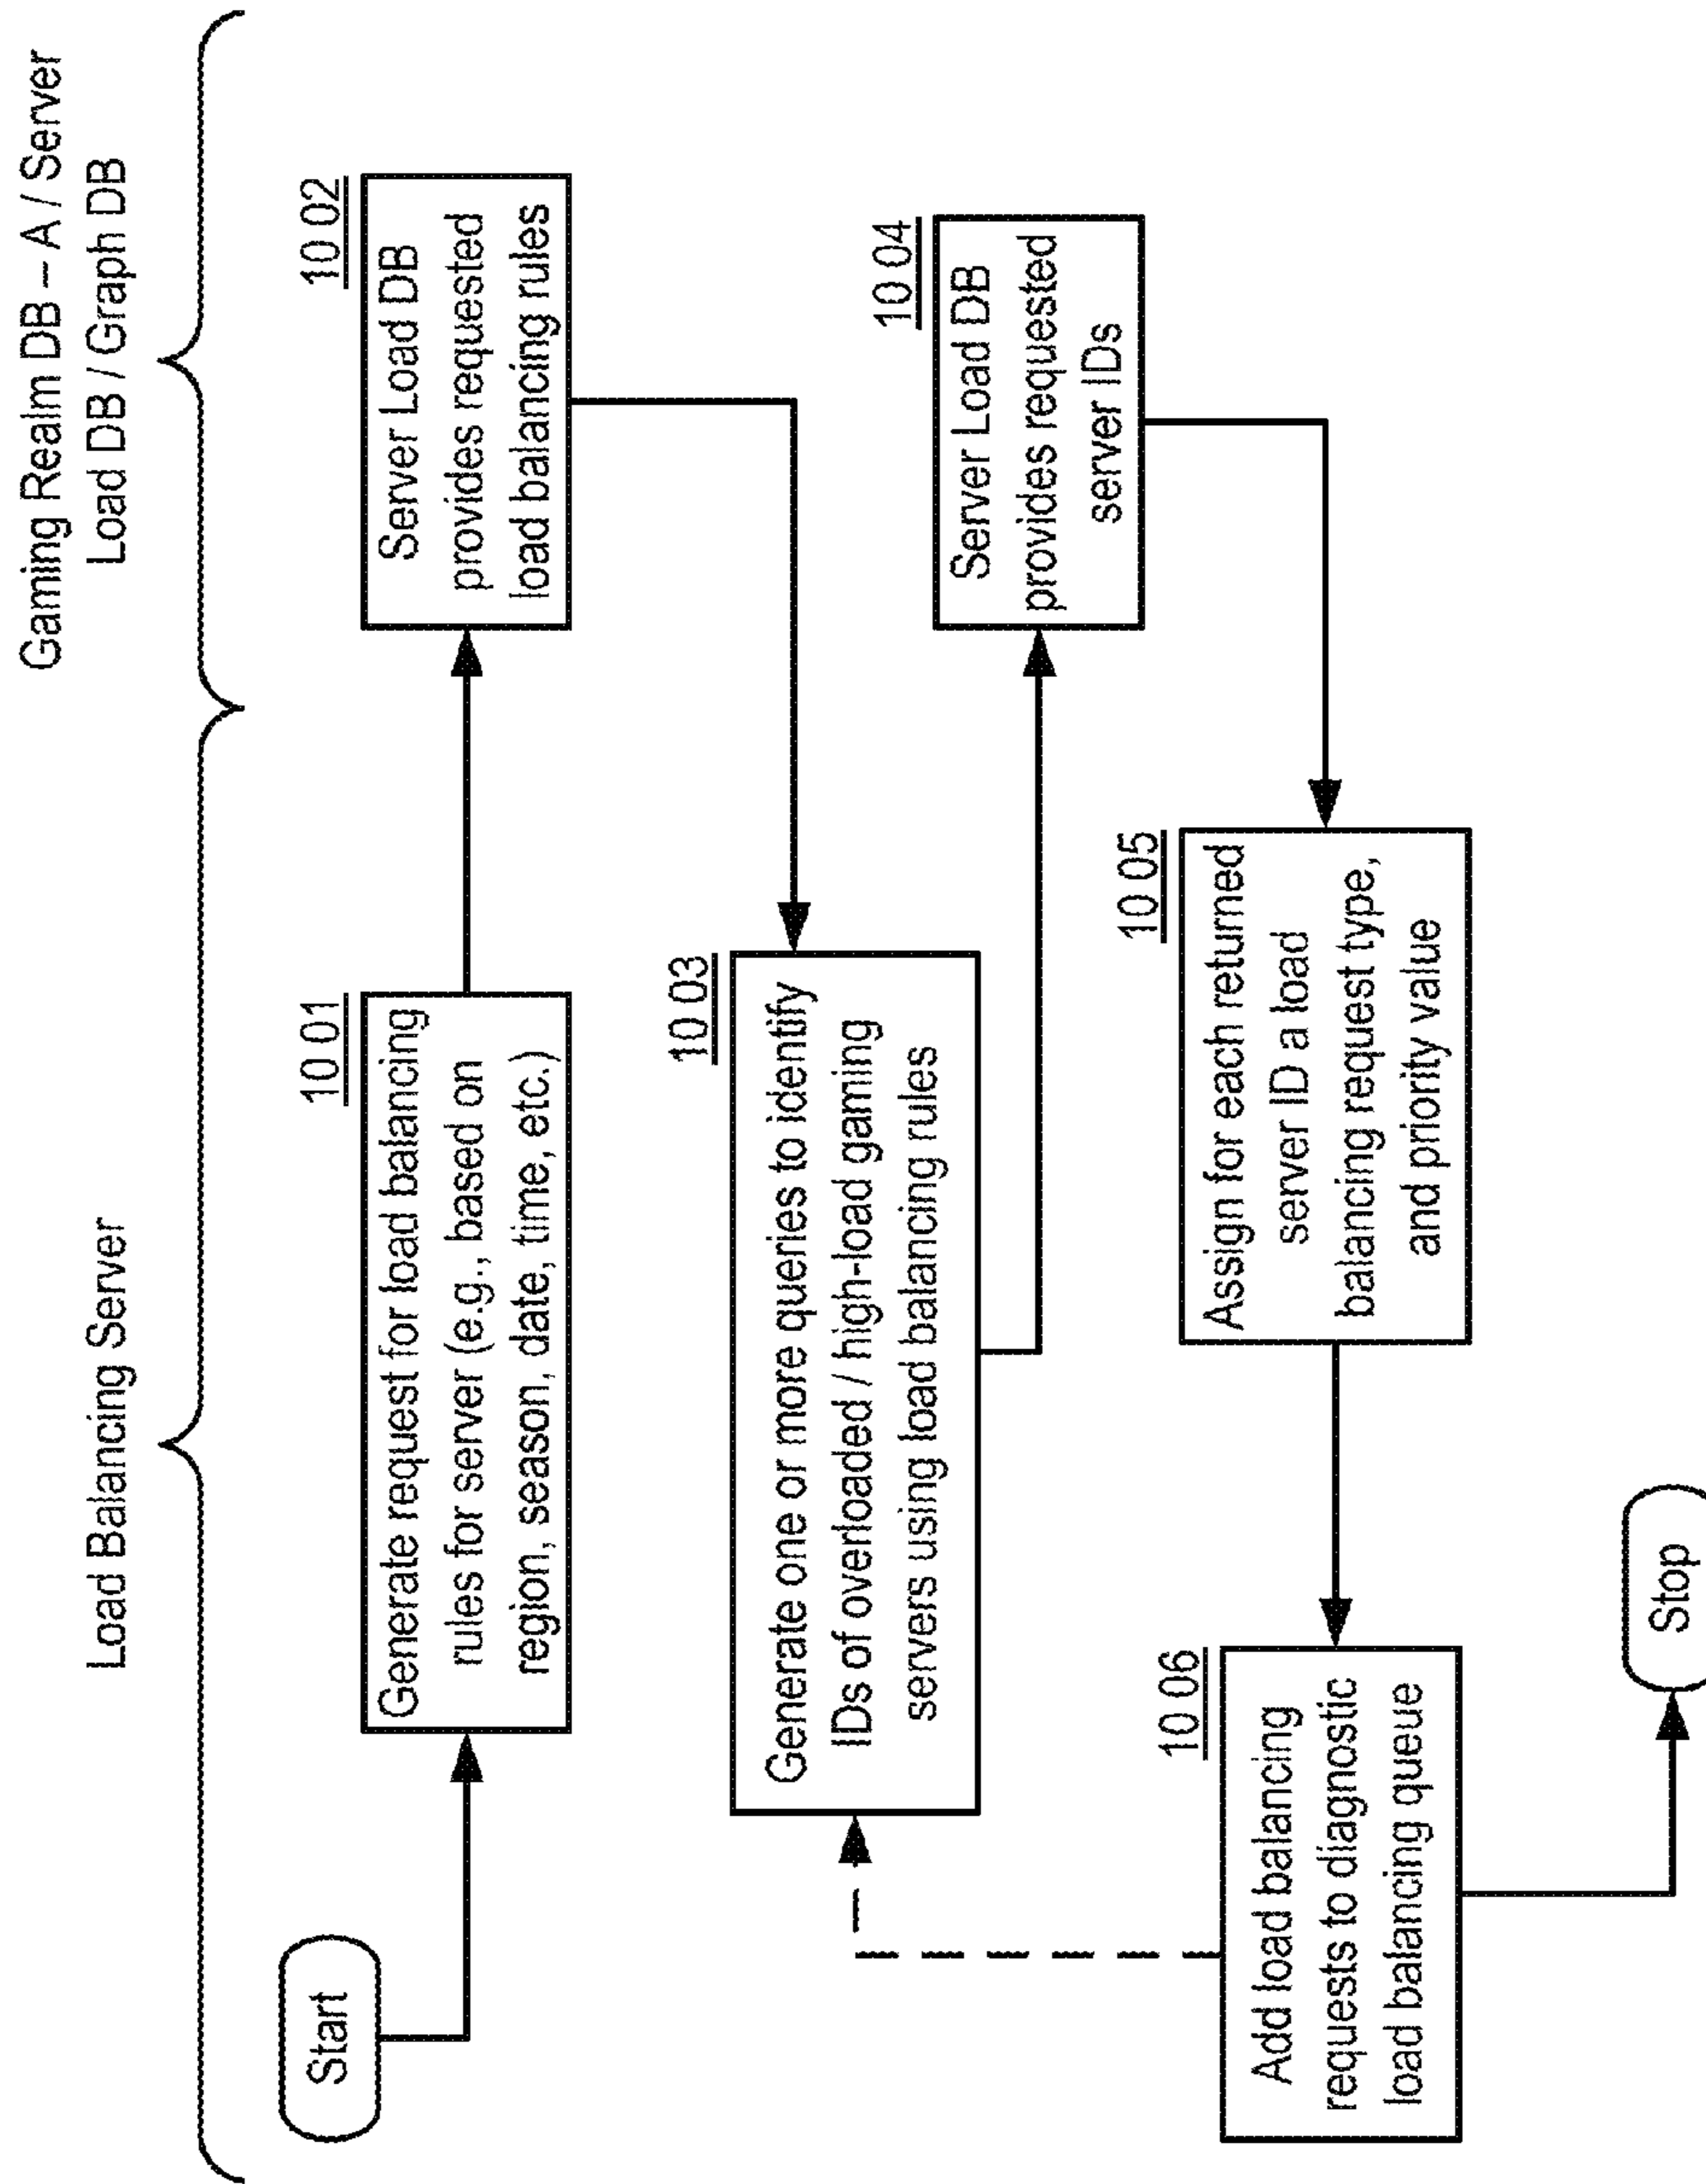 Load Balancing Server
Gaming Realm DB – A / Server
Load DB / Graph DB
Start
10 01
Generate request for load balancing
rules for server (e.g., based on
region, season, date, time, etc.)
10 02
Server Load DB
provides requested
load balancing rules
10 03
Generate one or more queries to identify
IDs of overloaded / high-load gaming
servers using load balancing rules
10 04
Server Load DB
provides requested
server IDs
10 05
Assign for each returned
server ID a load
balancing request type,
and priority value
10 06
Add load balancing
requests to diagnostic
load balancing queue
Stop